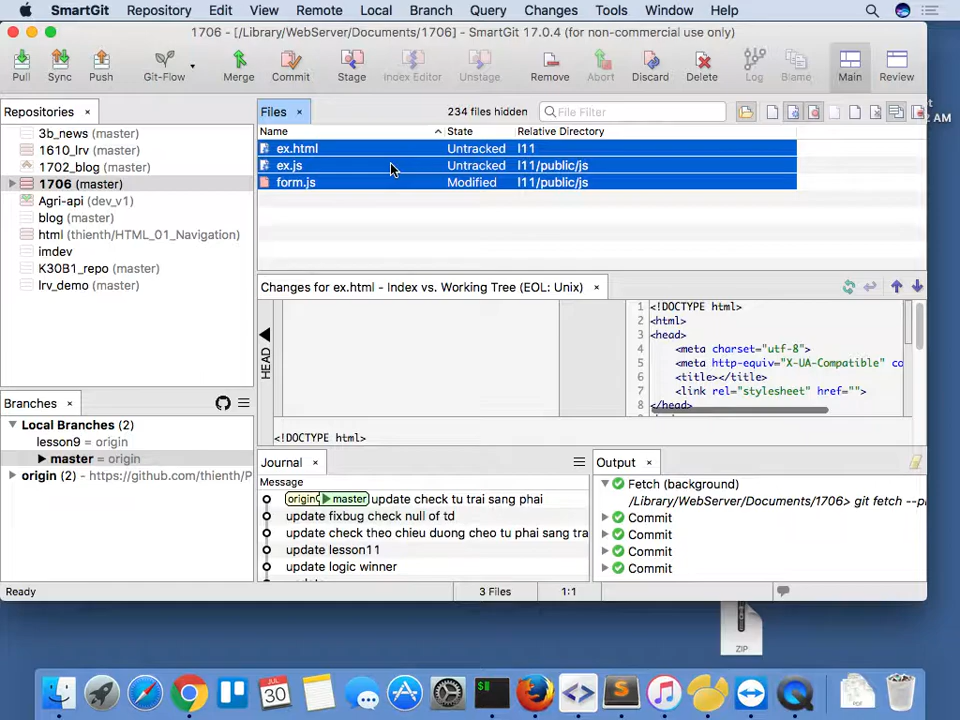 SmartGit Repository Edit View Remote Local Branch Query Changes Tools Window Help
1706 - [/Library/WebServer/Documents/1706] - SmartGit 17.0.4 (for non-commercial use only)
Pull Sync Push Git-Flow Merge Commit Stage Index Editor Unstage Remove Abort Discard Delete Log Blame Main Review
Repositories
Files
234 files hidden
File Filter
2 AM
Name State Relative Directory
3b_news (master)
1610_lrv (master)
1702_blog (master)
1706 (master)
Agri-api (dev_v1)
blog (master)
html (thienth/HTML_01_Navigation)
imdev
K30B1_repo (master)
lrv_demo (master)
ex.html Untracked l11
ex.js Untracked l11/public/js
form.js Modified l11/public/js
Changes for ex.html - Index vs. Working Tree (EOL: Unix)
HEAD
1 <!DOCTYPE html>
2 <html>
3 <head>
4 <meta charset="utf-8">
5 <meta http-equiv="X-UA-Compatible" co
6 <title></title>
7 <link rel="stylesheet" href="">
8 </head>
<!DOCTYPE html>
Branches
Local Branches (2)
lesson9 = origin
master = origin
origin (2) - https://github.com/thienth/P
Journal
Message
origin master update check tu trai sang phai
update fixbug check null of td
update check theo chieu duong cheo tu phai sang tra
update lesson11
update logic winner
Output
Fetch (background)
/Library/WebServer/Documents/1706> git fetch --p
Commit
Commit
Commit
Commit
Ready
3 Files
1:1
ZIP
JUL
30
$
PDF